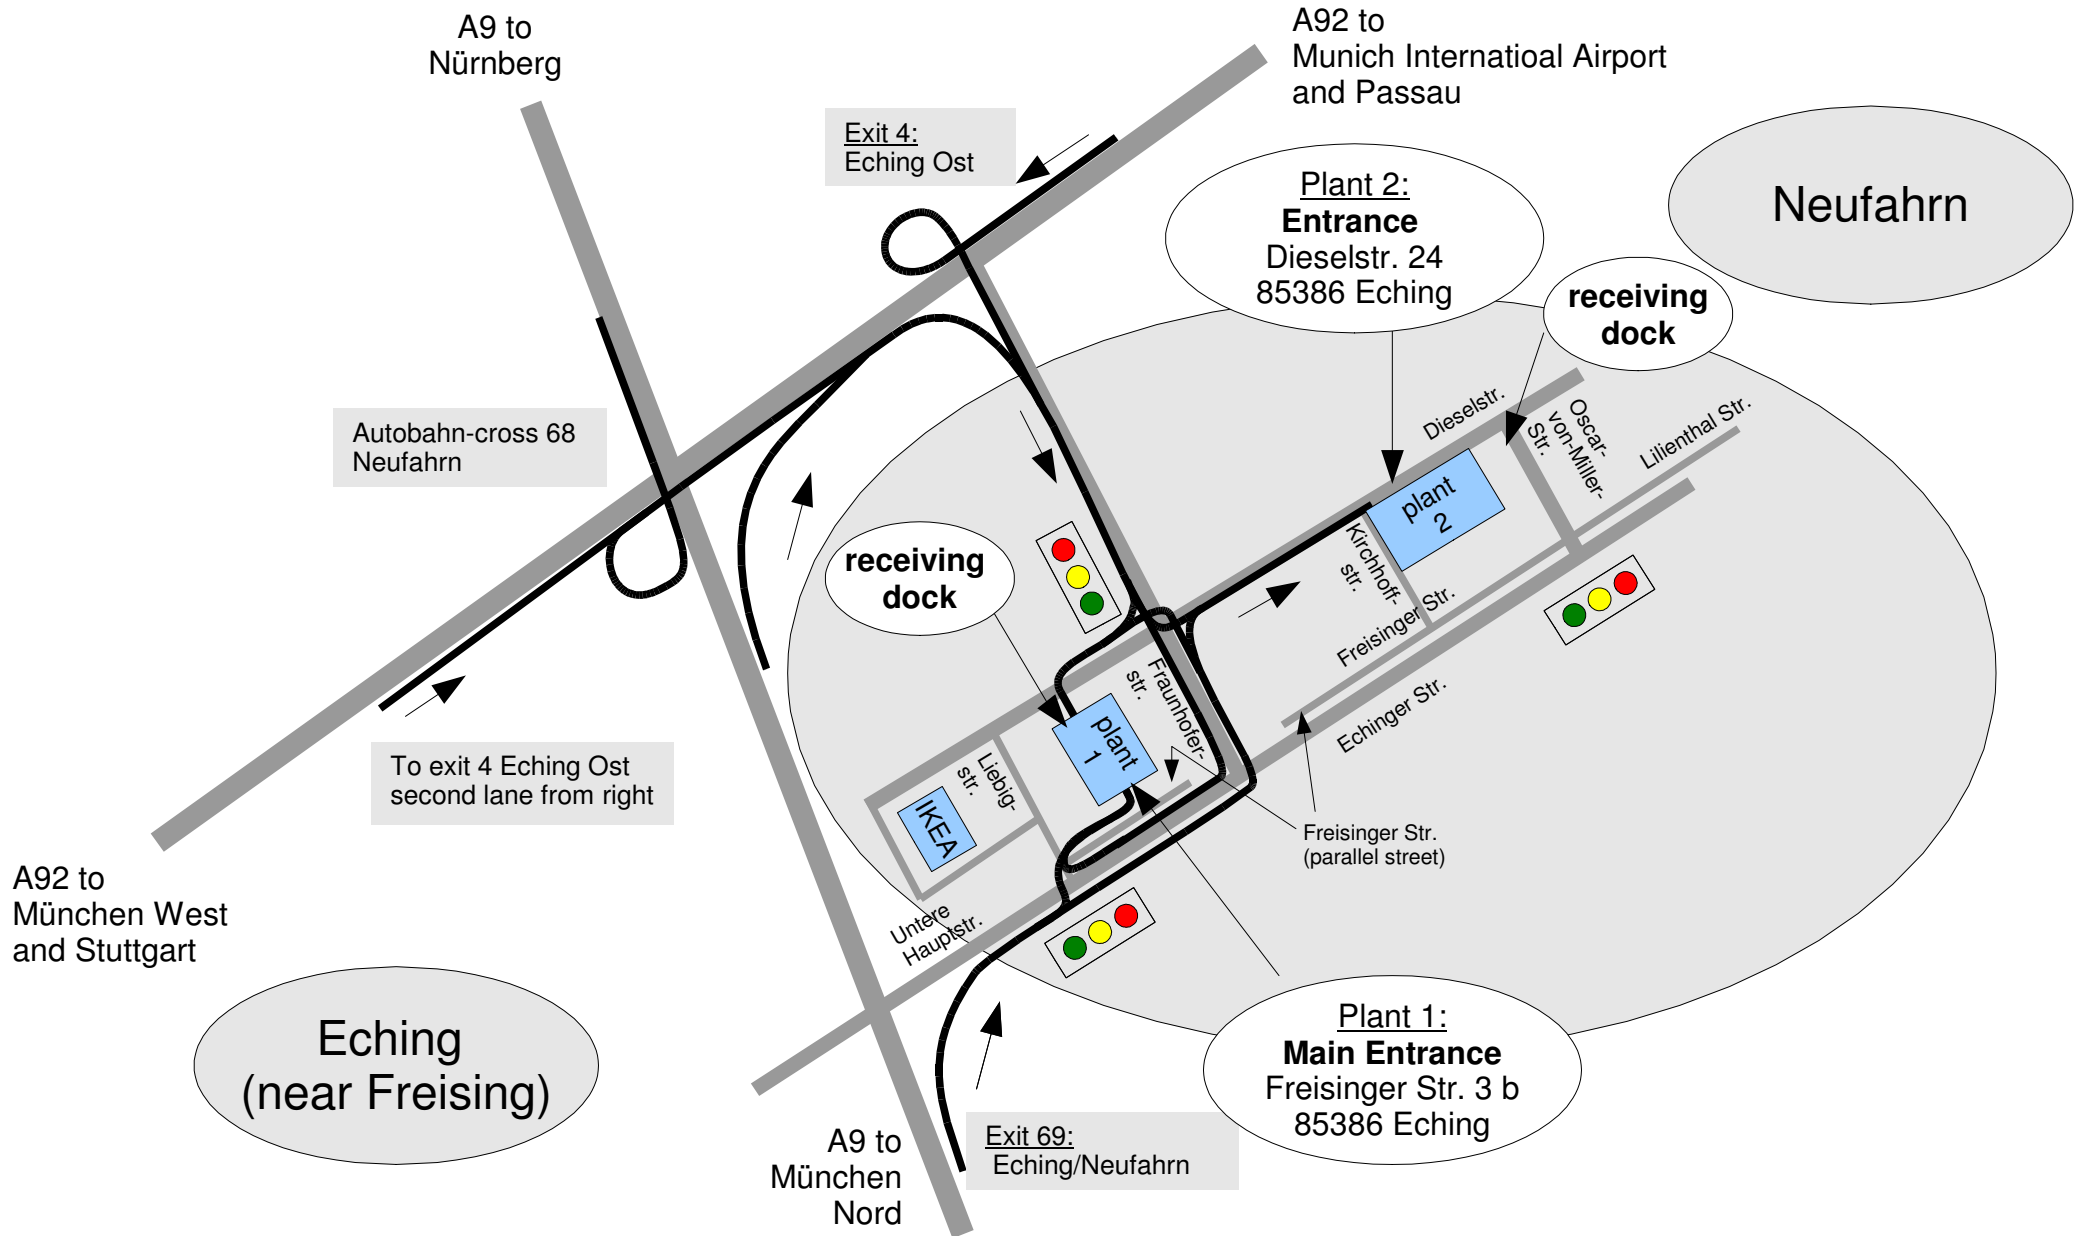 A9 to
Nürnberg
A92 to
Munich Internatioal Airport
and Passau
Exit 4:
Eching Ost
Plant 2:
Entrance
Dieselstr. 24
85386 Eching
Neufahrn
receiving
dock
Autobahn-cross 68
Neufahrn
Dieselstr.
Oscar-
von-Miller-
Str.
Lilienthal Str.
plant
2
Kirchhoff-
str.
receiving
dock
Freisinger Str.
Echinger Str.
Fraunhofer-
str.
plant
1
Liebig-
str.
IKEA
To exit 4 Eching Ost
second lane from right
Freisinger Str.
(parallel street)
A92 to
München West
and Stuttgart
Untere
Hauptstr.
Eching
(near Freising)
Plant 1:
Main Entrance
Freisinger Str. 3 b
85386 Eching
A9 to
München
Nord
Exit 69:
Eching/Neufahrn